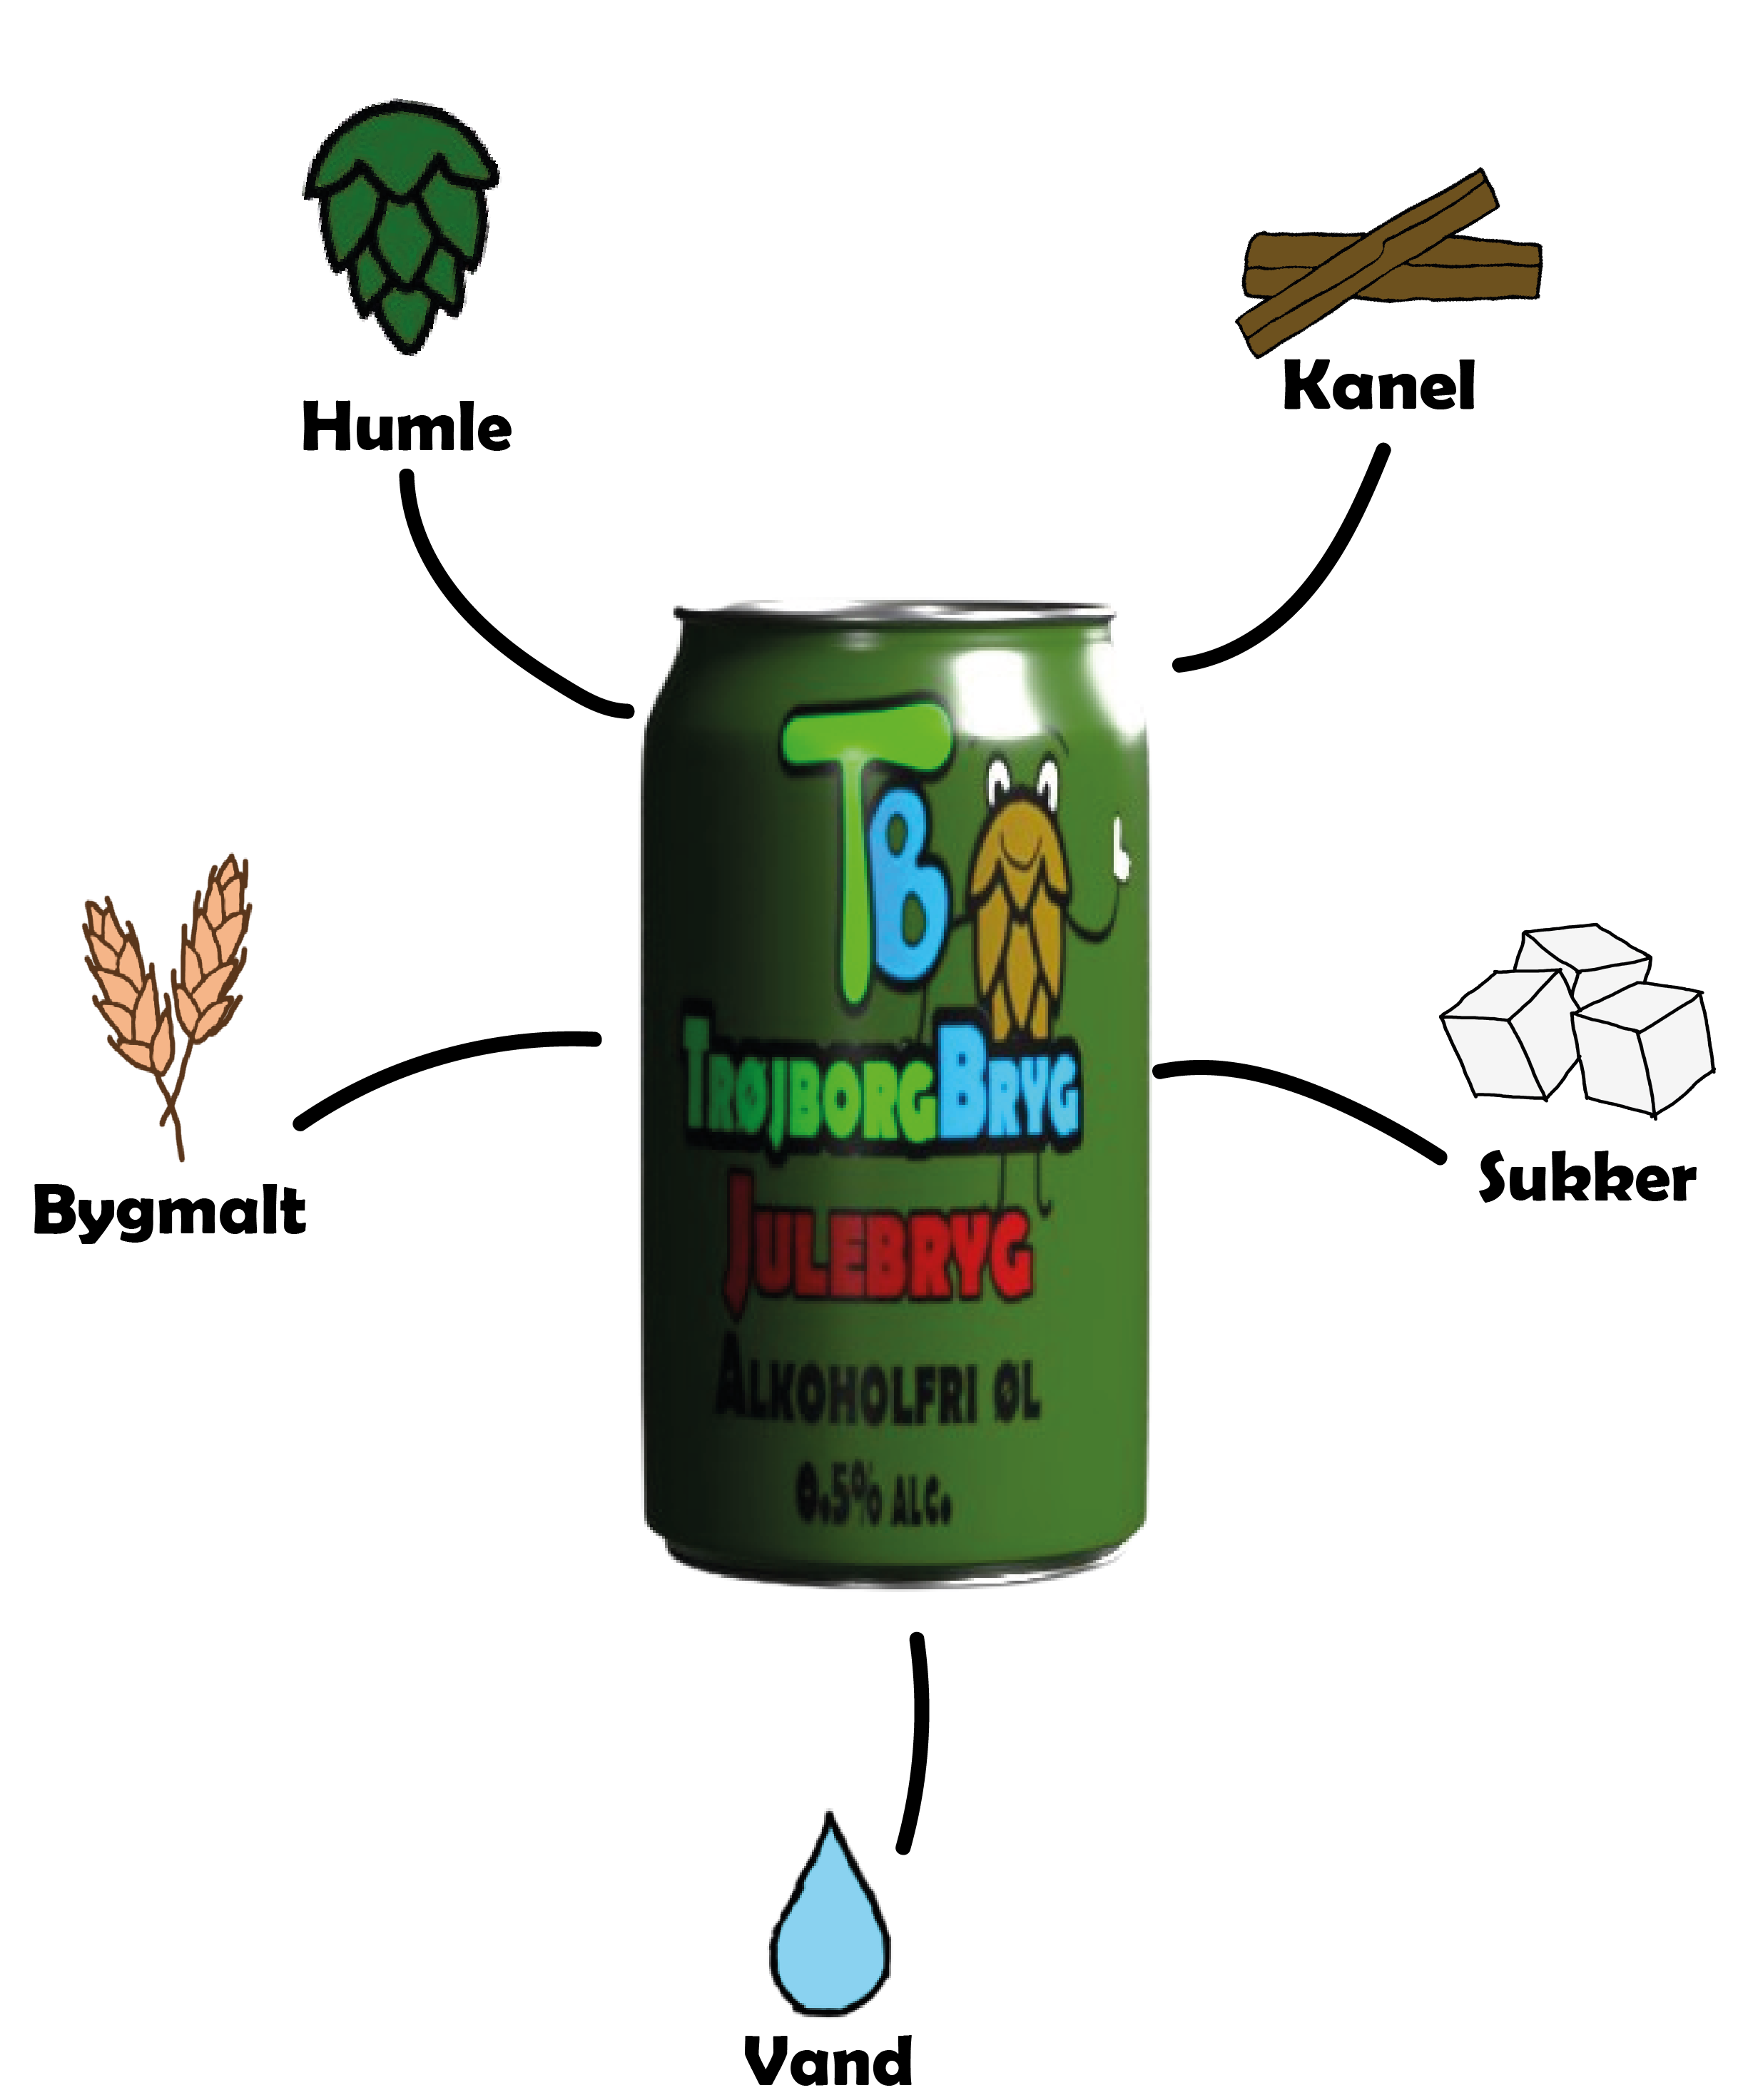 Humle
Kanel
TB
TrøjborgBryg
Julebryg
Alkoholfri øl
0.5% alc.
Bygmalt
Sukker
Vand